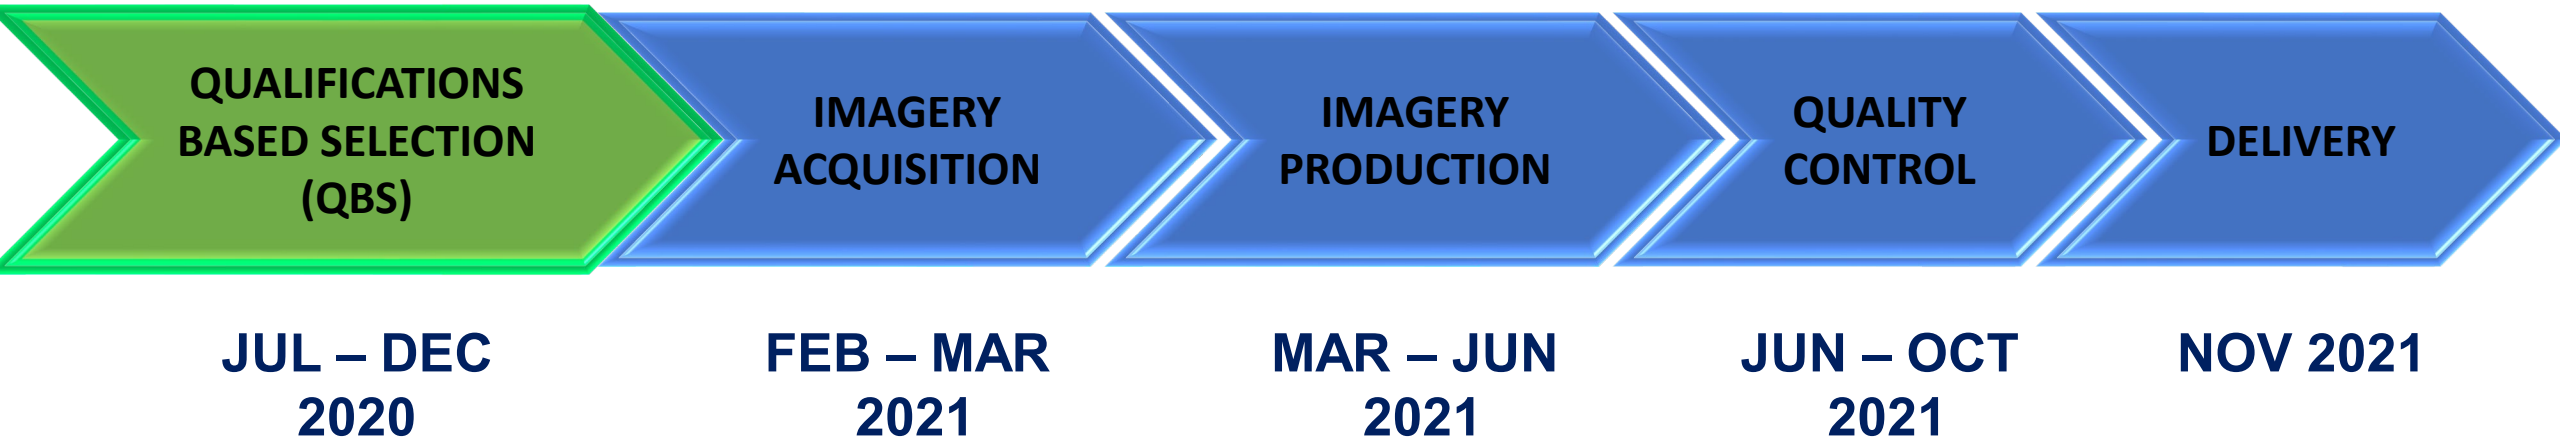 QUALIFICATIONS
BASED SELECTION
(QBS)
IMAGERY
ACQUISITION
IMAGERY
PRODUCTION
QUALITY
CONTROL
DELIVERY
JUL – DEC
2020
FEB – MAR
2021
MAR – JUN
2021
JUN – OCT
2021
NOV 2021